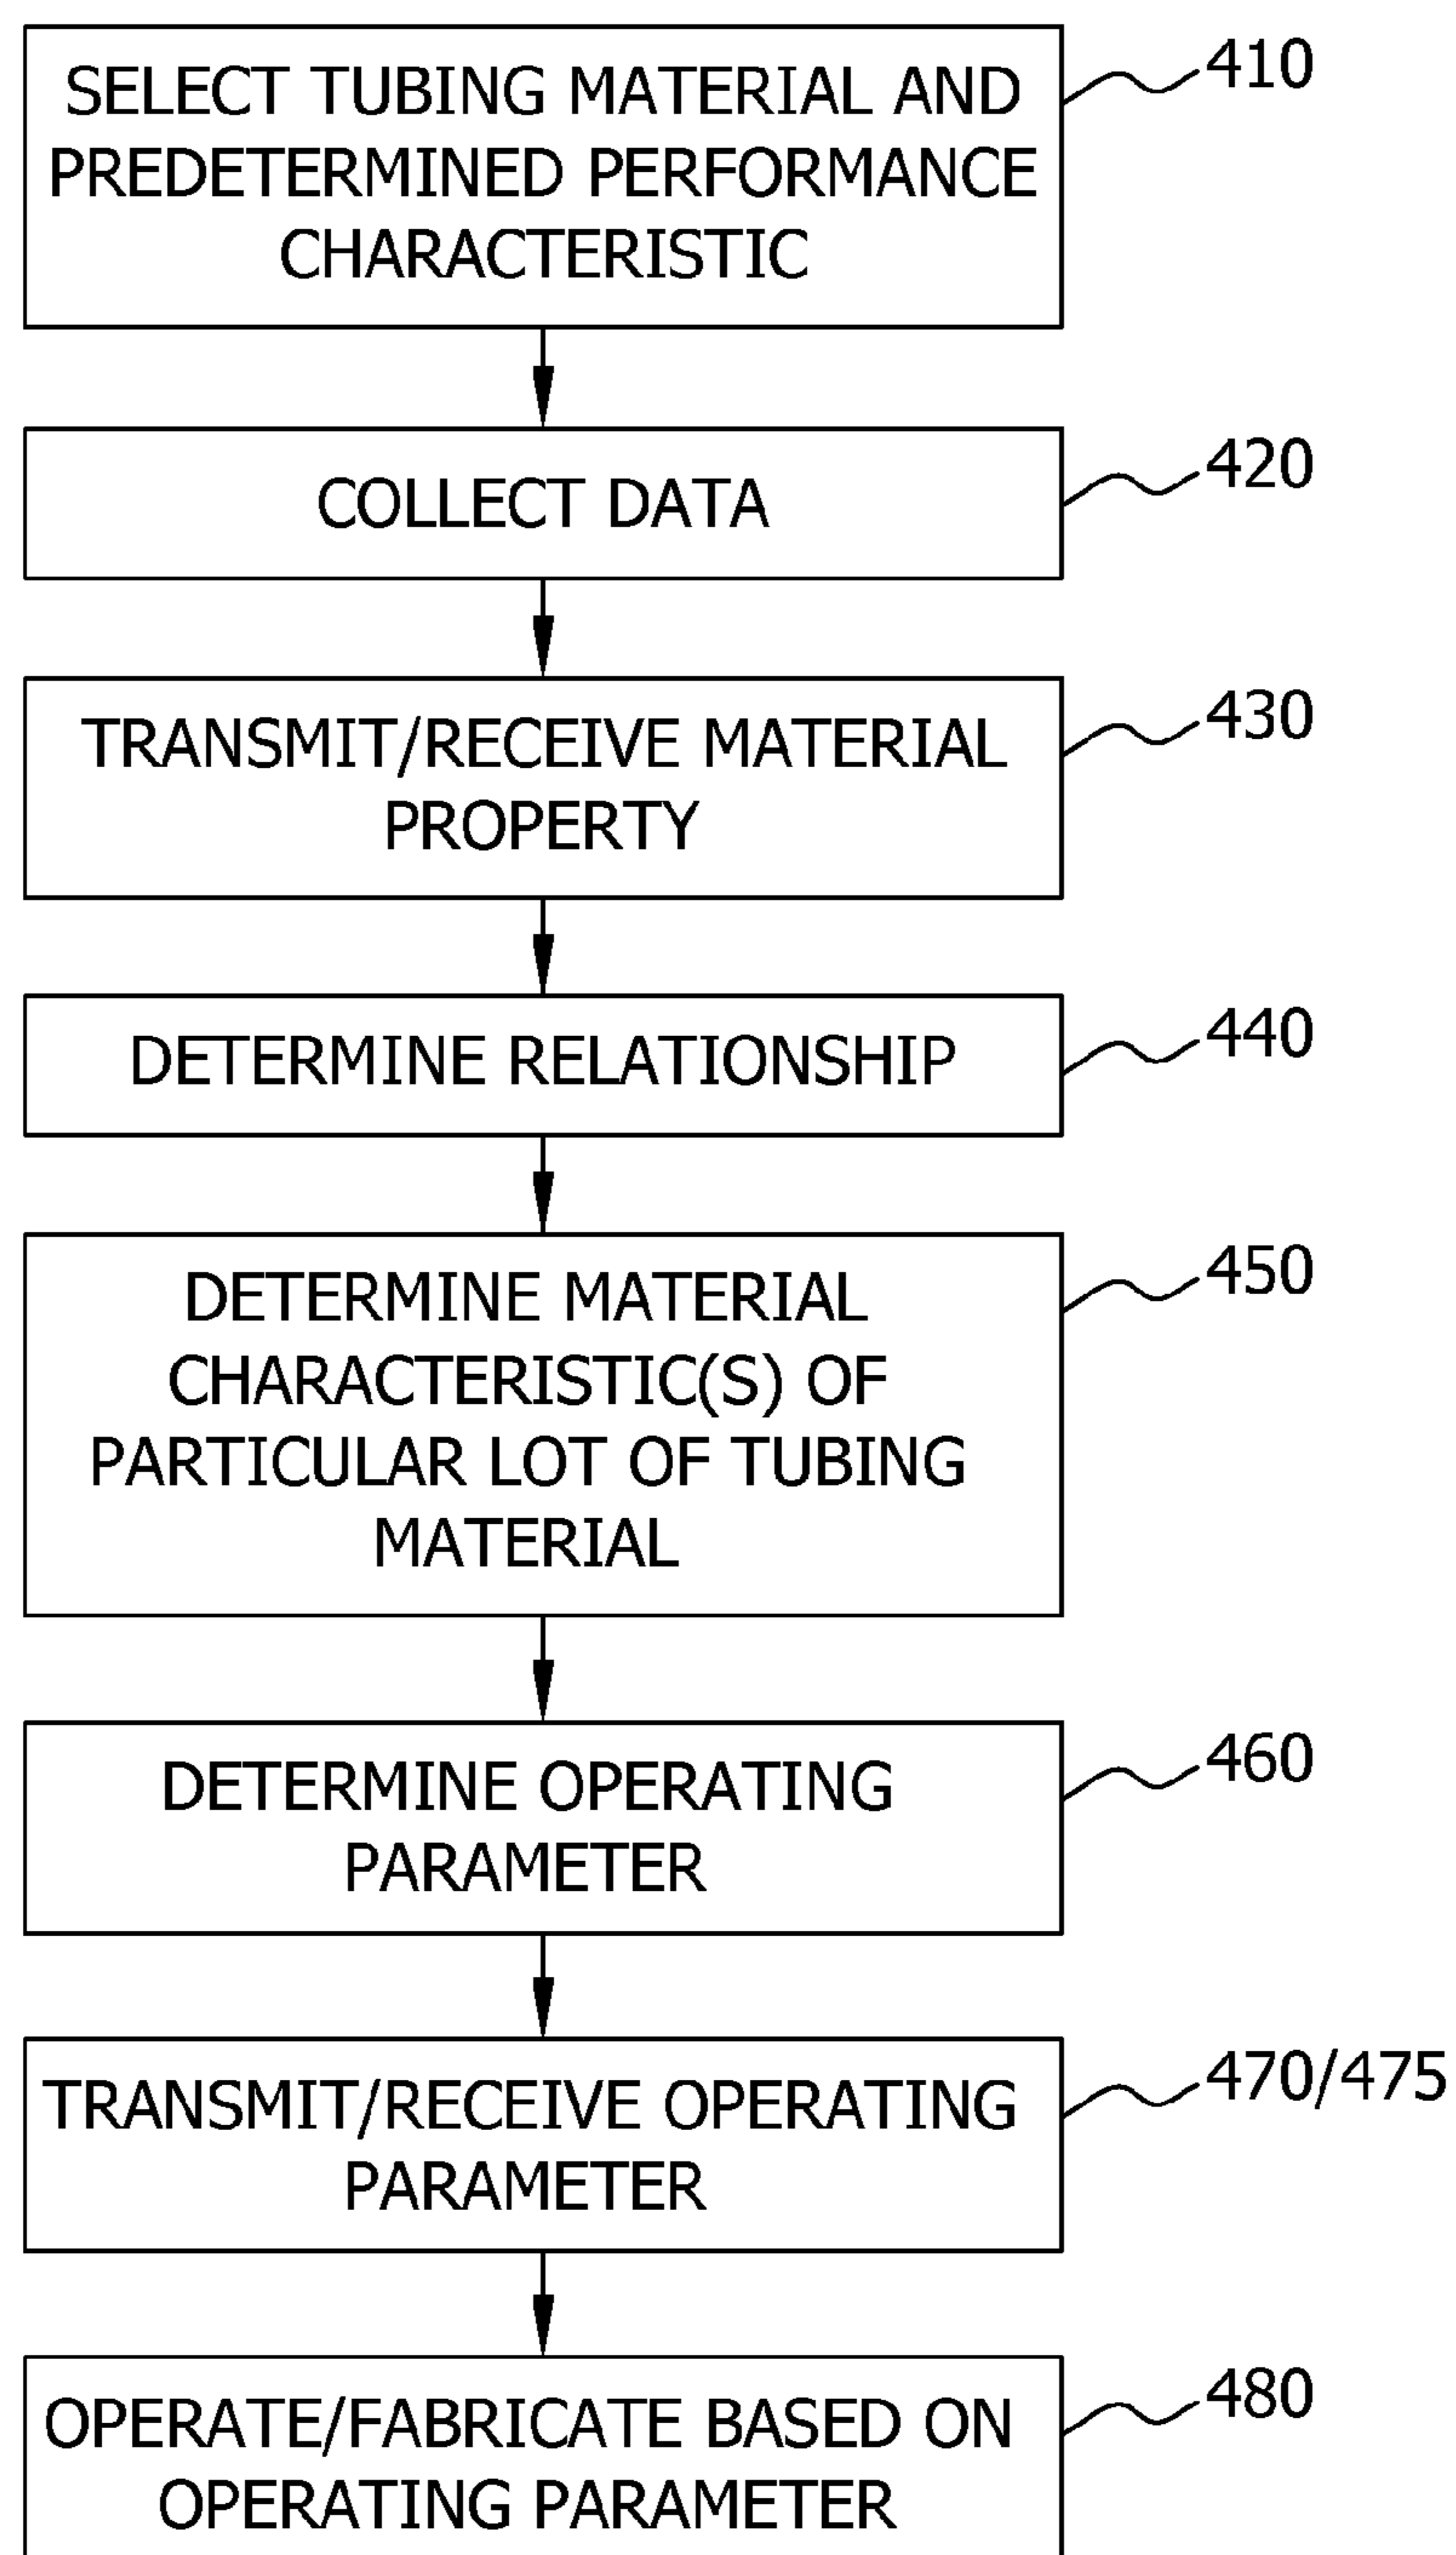 SELECT TUBING MATERIAL AND
PREDETERMINED PERFORMANCE
CHARACTERISTIC
410
COLLECT DATA
420
TRANSMIT/RECEIVE MATERIAL
PROPERTY
430
DETERMINE RELATIONSHIP
440
DETERMINE MATERIAL
CHARACTERISTIC(S) OF
PARTICULAR LOT OF TUBING
MATERIAL
450
DETERMINE OPERATING
PARAMETER
460
TRANSMIT/RECEIVE OPERATING
PARAMETER
470/475
OPERATE/FABRICATE BASED ON
OPERATING PARAMETER
480